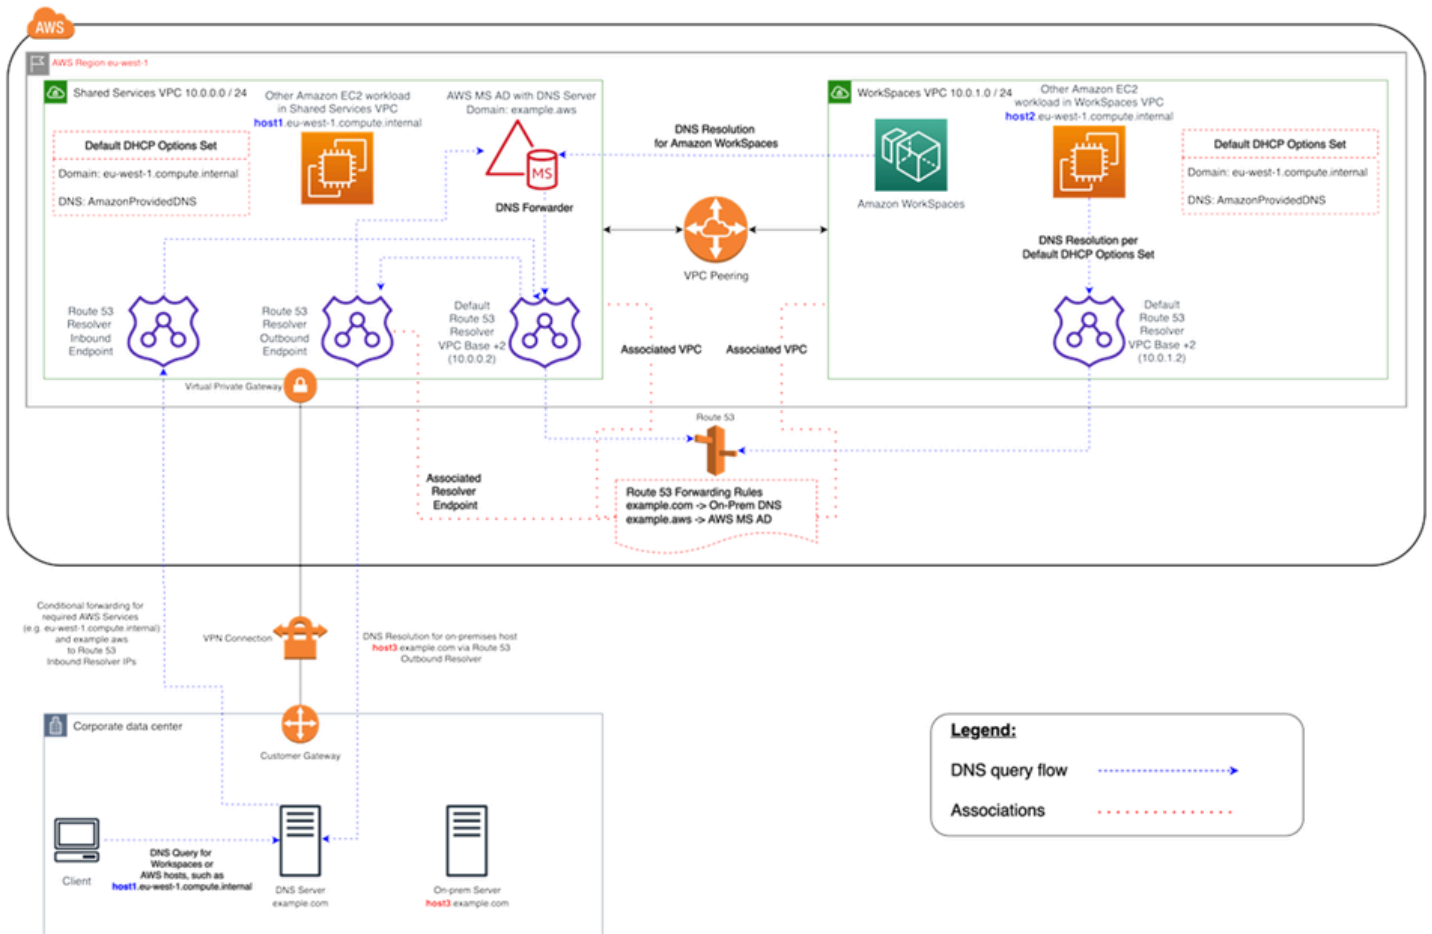 AWS
AWS Region eu-west-1
Shared Services VPC 10.0.0.0 / 24
Other Amazon EC2 workload
in Shared Services VPC
host1.eu-west-1.compute.internal
AWS MS AD with DNS Server
Domain: example.aws
MS
DNS Forwarder
Default DHCP Options Set
Domain: eu-west-1.compute.internal
DNS: AmazonProvidedDNS
DNS Resolution
for Amazon WorkSpaces
VPC Peering
WorkSpaces VPC 10.0.1.0 / 24
Other Amazon EC2
workload in WorkSpaces VPC
host2.eu-west-1.compute.internal
Amazon WorkSpaces
Default DHCP Options Set
Domain: eu-west-1.compute.internal
DNS: AmazonProvidedDNS
DNS Resolution per
Default DHCP Options Set
Route 53
Resolver
Inbound
Endpoint
Route 53
Resolver
Outbound
Endpoint
Default
Route 53
Resolver
VPC Base +2
(10.0.0.2)
Associated VPC
Associated VPC
Default
Route 53
Resolver
VPC Base +2
(10.0.1.2)
Virtual Private Gateway
Route 53
Associated
Resolver
Endpoint
Route 53 Forwarding Rules
example.com -> On-Prem DNS
example.aws -> AWS MS AD
Conditional forwarding for
required AWS Services
(e.g. eu-west-1.compute.internal)
and example.aws
to Route 53
Inbound Resolver IPs
VPN Connection
DNS Resolution for on-premises host
host3.example.com via Route 53
Outbound Resolver
Corporate data center
Customer Gateway
Client
DNS Query for
Workspaces or
AWS hosts, such as
host1.eu-west-1.compute.internal
DNS Server
example.com
On-prem Server
host3.example.com
Legend:
DNS query flow
Associations